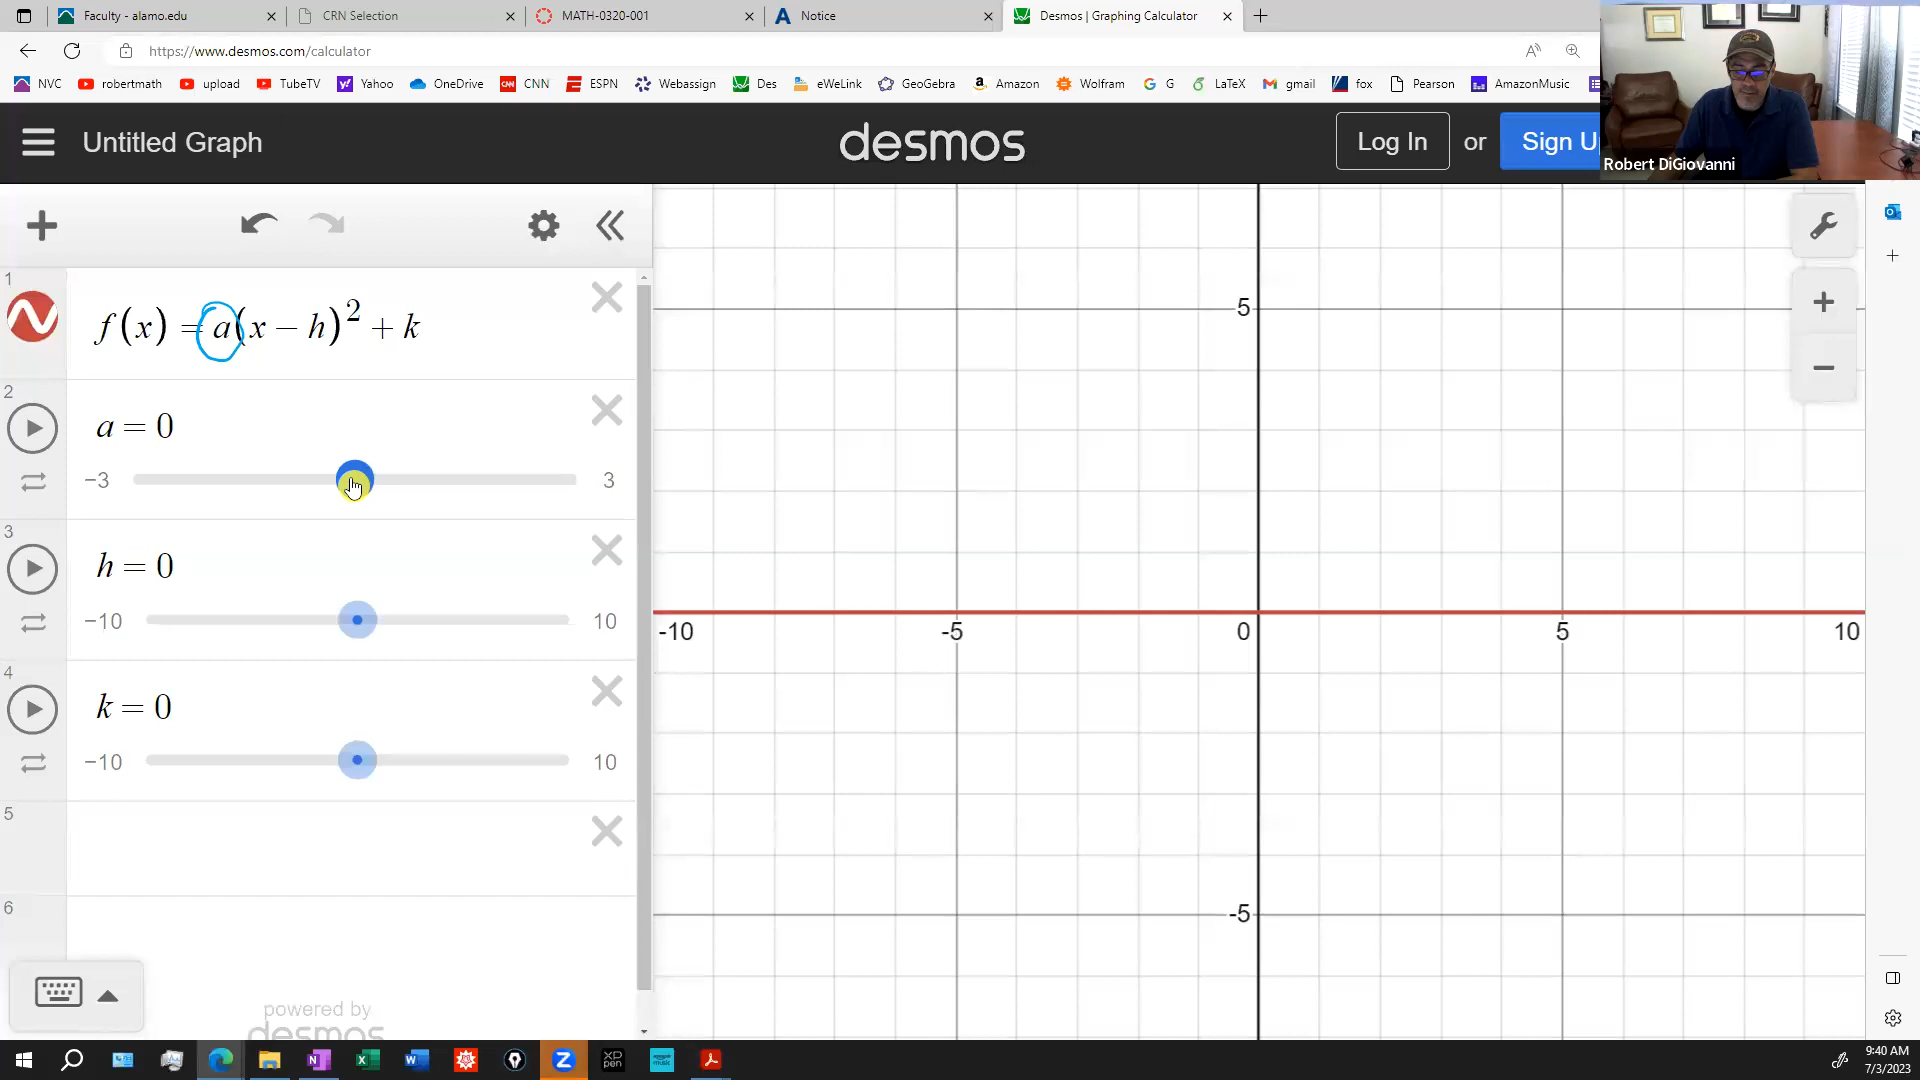 Faculty - alamo.edu
CRN Selection
MATH-0320-001
Notice
Desmos | Graphing Calculator
https://www.desmos.com/calculator
NVC robertmath upload TubeTV Yahoo OneDrive CNN ESPN Webassign Des eWeLink GeoGebra Amazon Wolfram G LaTeX gmail fox Pearson AmazonMusic
Untitled Graph
desmos
Log In or Sign U
Robert DiGiovanni
1
f(x) = a(x − h)² + k
2
a = 0
−3 3
3
h = 0
−10 10
4
k = 0
−10 10
5
6
powered by
desmos
5
-10 -5 0 5 10
-5
9:40 AM
7/3/2023